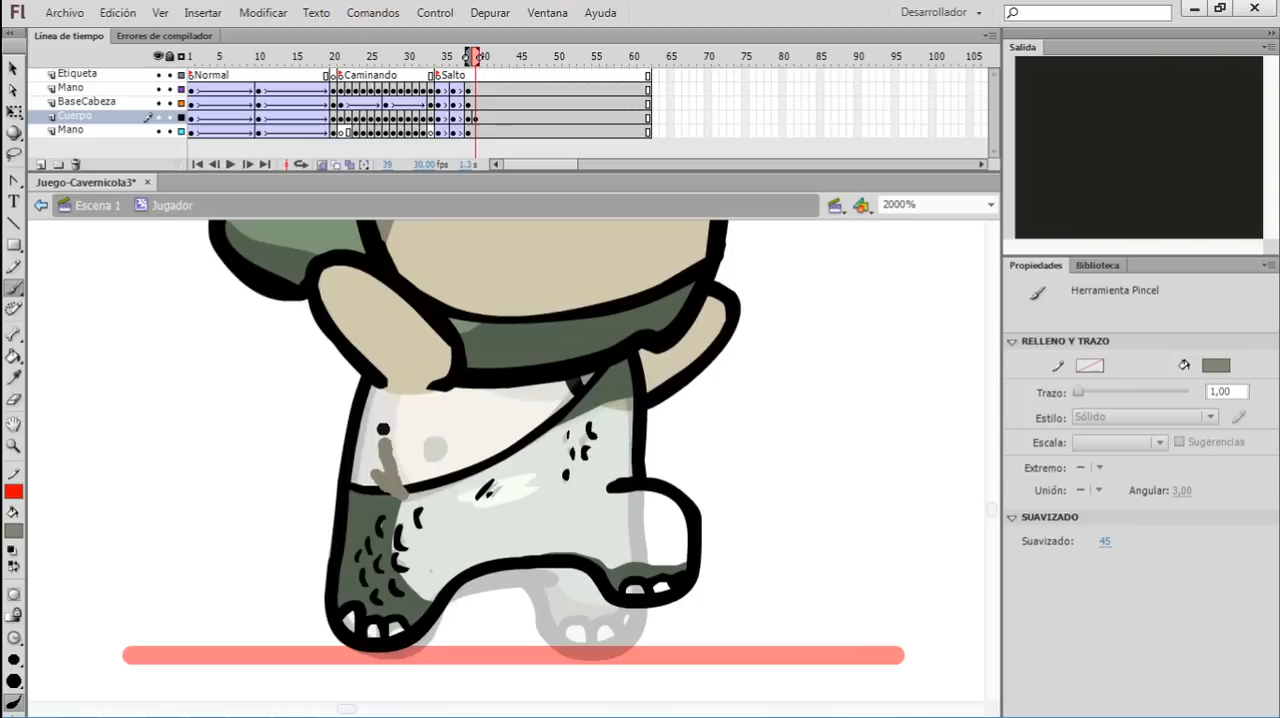 FL Archivo Edición Ver Insertar Modificar Texto Comandos Control Depurar Ventana Ayuda Desarrollador
Línea de tiempo Errores de compilador
1 5 10 15 20 25 30 35 40 45 50 55 60 65 70 75 80 85 90 95 100 105
Etiqueta Normal Caminando Salto
Mano
BaseCabeza
Cuerpo
Mano
39 30,00 fps 1.3 s
Juego-Cavernicola3* ×
Escena 1 Jugador 2000%
Salida
Propiedades Biblioteca
Herramienta Pincel
RELLENO Y TRAZO
Trazo: 1,00
Estilo: Sólido
Escala: Sugerencias
Extremo:
Unión: Angular: 3,00
SUAVIZADO
Suavizado: 45